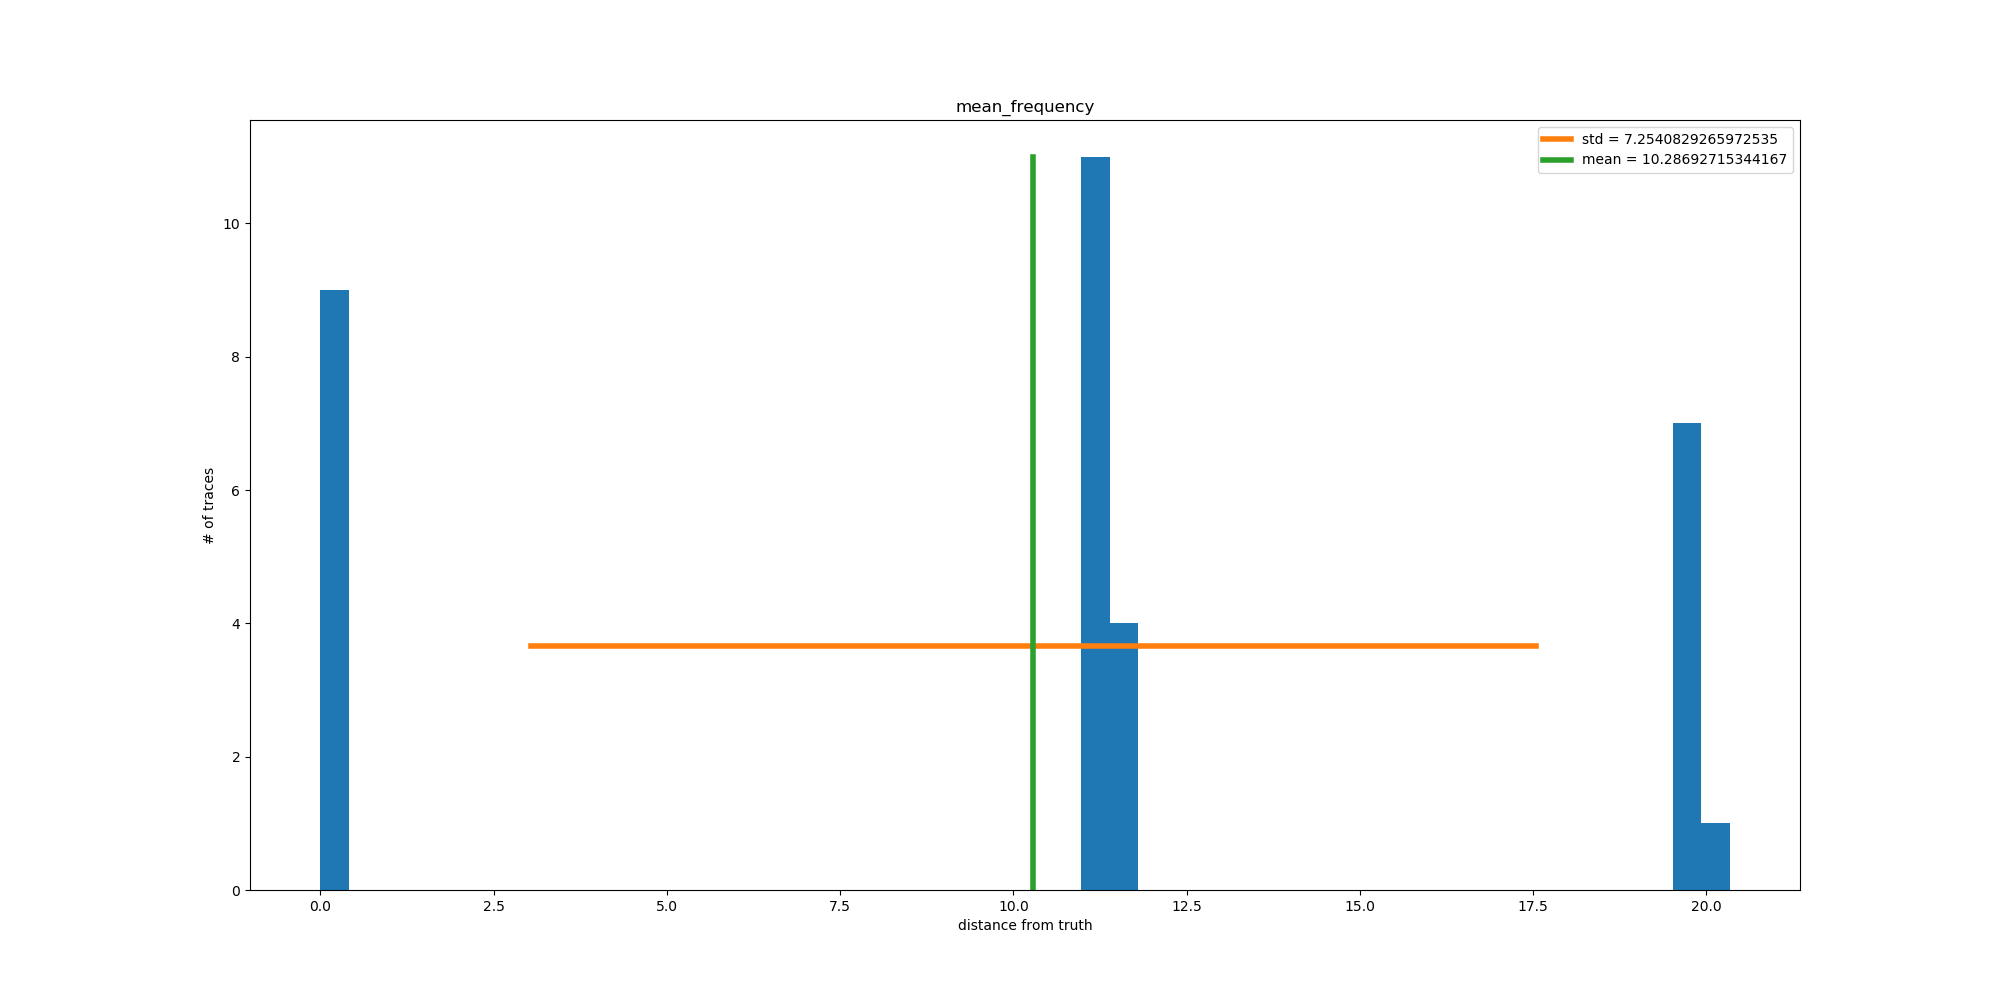 mean_frequency
std = 7.2540829265972535
mean = 10.28692715344167
# of traces
10
8
6
4
2
0
0.0 2.5 5.0 7.5 10.0 12.5 15.0 17.5 20.0
distance from truth